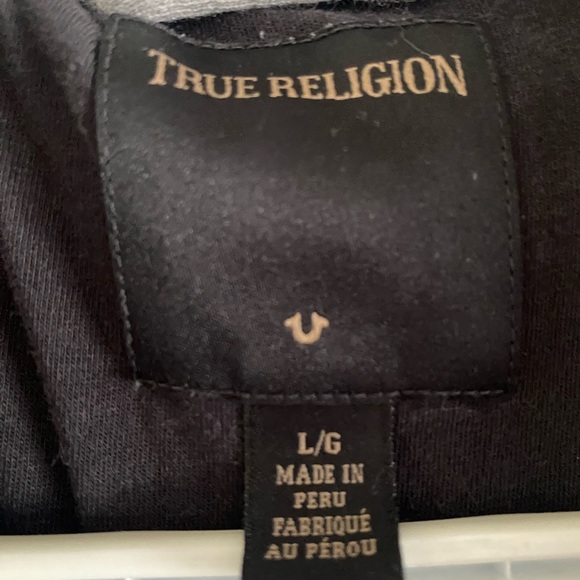 TRUE RELIGION
L/G
MADE IN
PERU
FABRIQUÉ
AU PÉROU